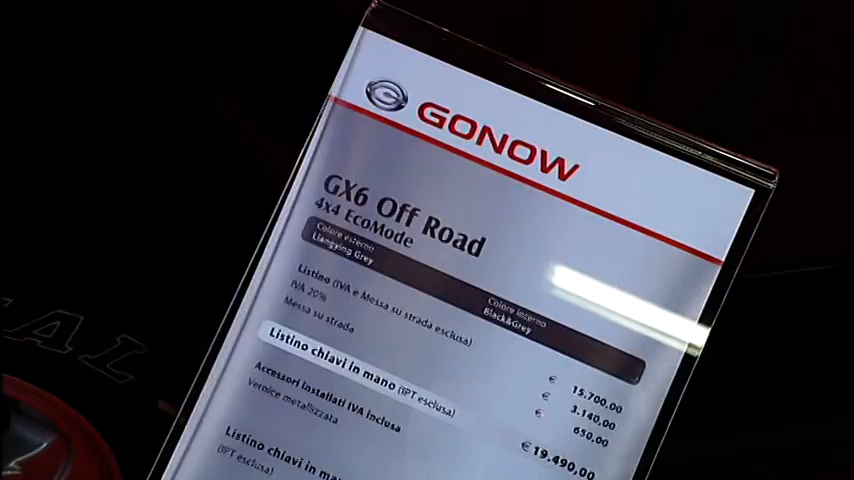 GONOW
GX6 Off Road
4x4 EcoMode
Colore esterno
Liangying Grey
Colore interno
Black&Grey
Listino (IVA e Messa su strada esclusa) € 15.700,00
IVA 20% € 3.140,00
Messa su strada € 650,00
Listino chiavi in mano (IPT esclusa) € 19.490,00
Accessori installati IVA inclusa
Vernice metallizzata
Listino chiavi in man
(IPT esclusa)